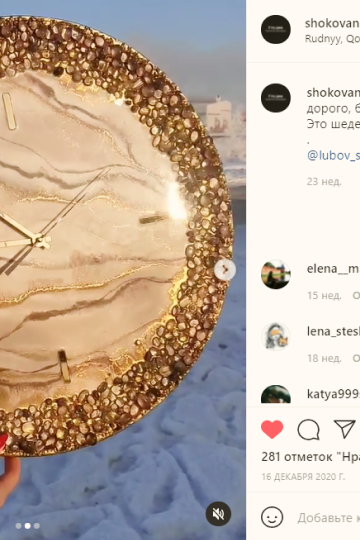 shokovan
Rudnyy, Qo
shokovan
дорого, б
Это шеде
.
@lubov_s
23 нед.
elena__m
15 нед. О
lena_stesl
18 нед. О
katya999
281 отметок "Нра
16 ДЕКАБРЯ 2020 Г.
Добавьте к